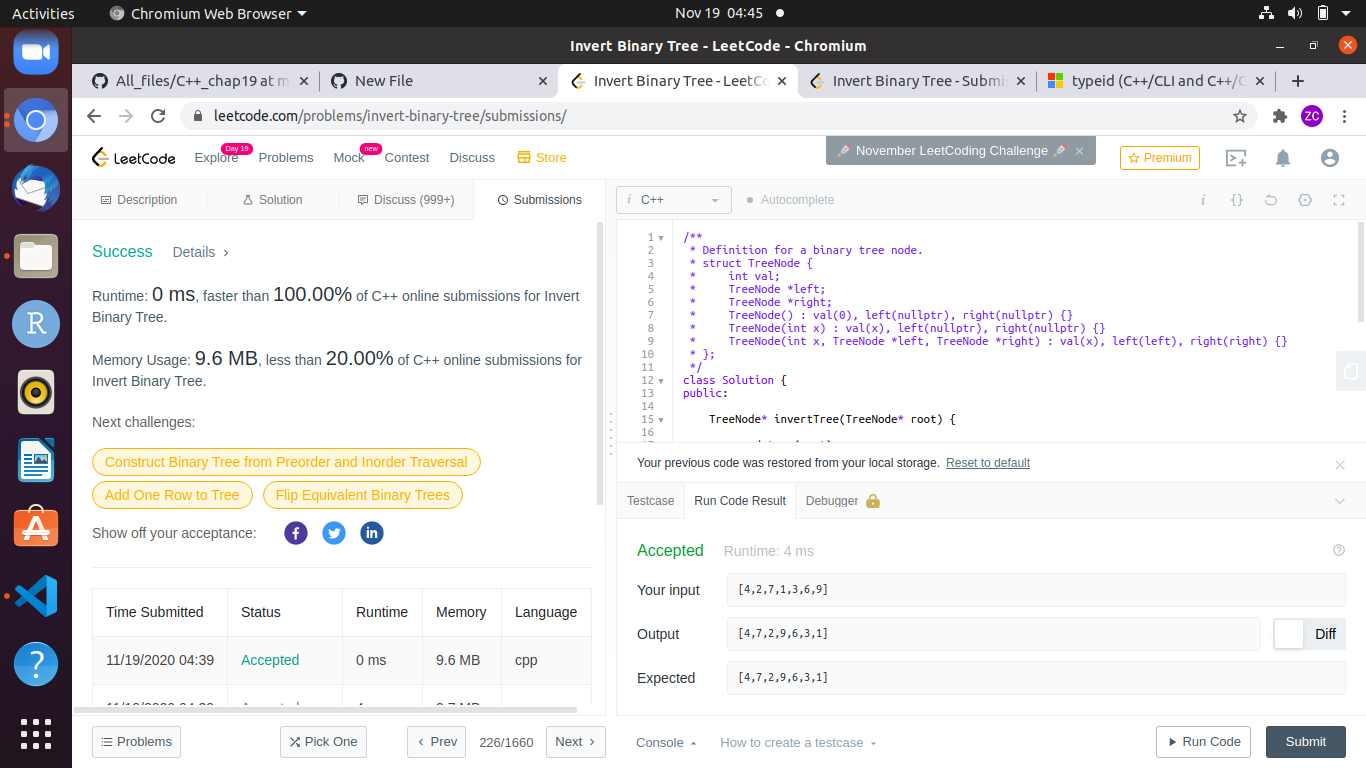 Activities
Chromium Web Browser
Nov 19 04:45
Invert Binary Tree - LeetCode - Chromium
All_files/C++_chap19 at m
New File
Invert Binary Tree - LeetCo
Invert Binary Tree - Submis
typeid (C++/CLI and C++/C
leetcode.com/problems/invert-binary-tree/submissions/
ZC
LeetCode
Explore
Day 19
Problems
Mock
new
Contest
Discuss
Store
November LeetCoding Challenge
Premium
Description
Solution
Discuss (999+)
Submissions
i C++
Autocomplete
i {}
Success
Details >
Runtime: 0 ms, faster than 100.00% of C++ online submissions for Invert
Binary Tree.
Memory Usage: 9.6 MB, less than 20.00% of C++ online submissions for
Invert Binary Tree.
Next challenges:
Construct Binary Tree from Preorder and Inorder Traversal
Add One Row to Tree
Flip Equivalent Binary Trees
Show off your acceptance:
Time Submitted Status Runtime Memory Language
11/19/2020 04:39 Accepted 0 ms 9.6 MB cpp
1 /**
2 * Definition for a binary tree node.
3 * struct TreeNode {
4 * int val;
5 * TreeNode *left;
6 * TreeNode *right;
7 * TreeNode() : val(0), left(nullptr), right(nullptr) {}
8 * TreeNode(int x) : val(x), left(nullptr), right(nullptr) {}
9 * TreeNode(int x, TreeNode *left, TreeNode *right) : val(x), left(left), right(right) {}
10 * };
11 */
12 class Solution {
13 public:
14
15 TreeNode* invertTree(TreeNode* root) {
16
Your previous code was restored from your local storage. Reset to default
Testcase
Run Code Result
Debugger
Accepted
Runtime: 4 ms
Your input
[4,2,7,1,3,6,9]
Output
[4,7,2,9,6,3,1]
Diff
Expected
[4,7,2,9,6,3,1]
Problems
Pick One
< Prev
226/1660
Next >
Console
How to create a testcase
Run Code
Submit